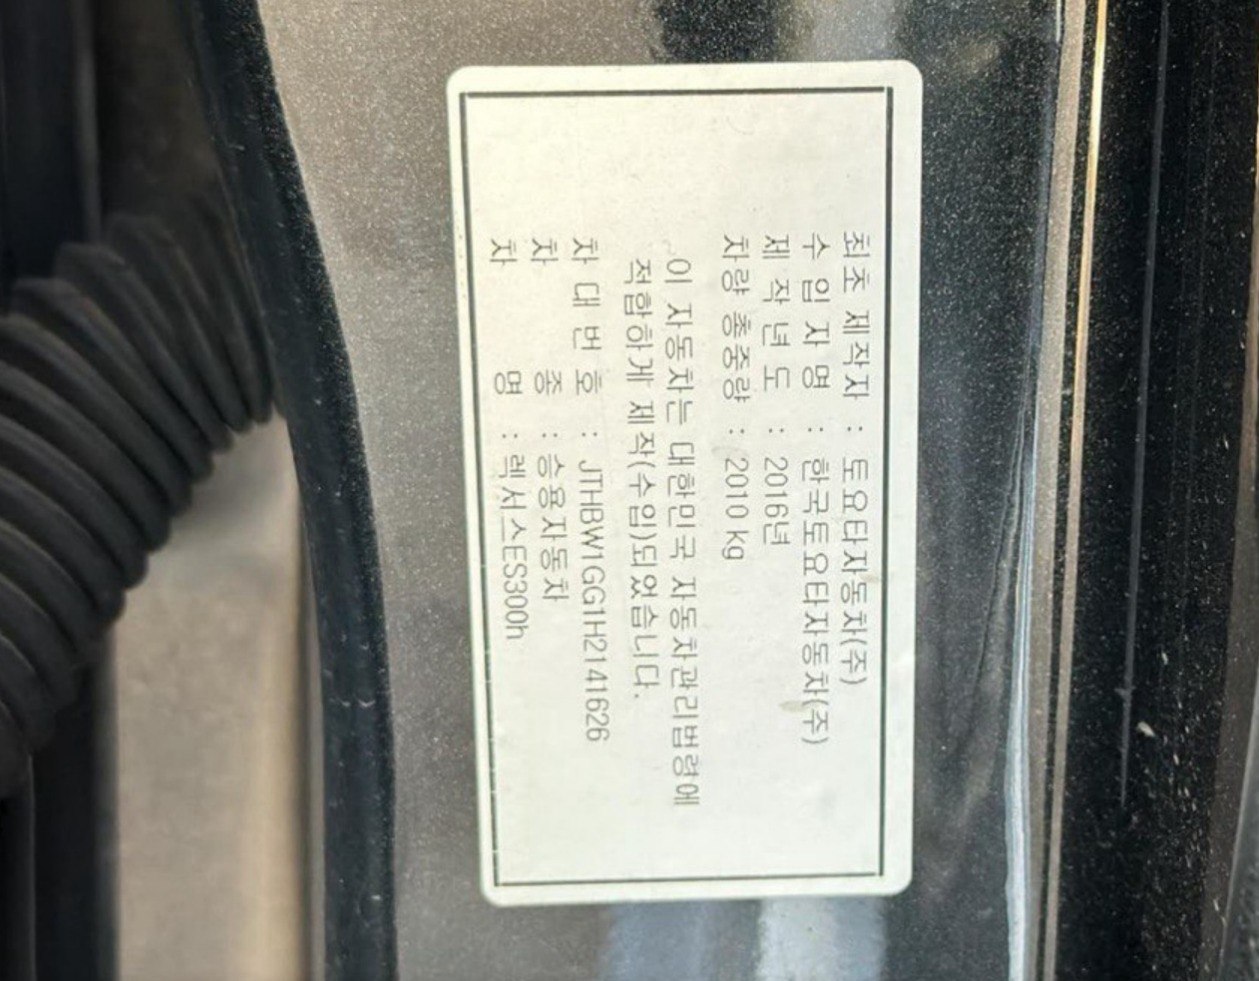 최초 제작자 : 토요타자동차(주)
수 입 자 명 : 한국토요타자동차(주)
제 작 년 도 : 2016년
차량 총중량 : 2010 kg
이 자동차는 대한민국 자동차관리법령에
적합하게 제작(수입)되었습니다.
차 대 번 호 : JTHBW1GG1H2141626
차 종 : 승용자동차
차 명 : 렉서스ES300h